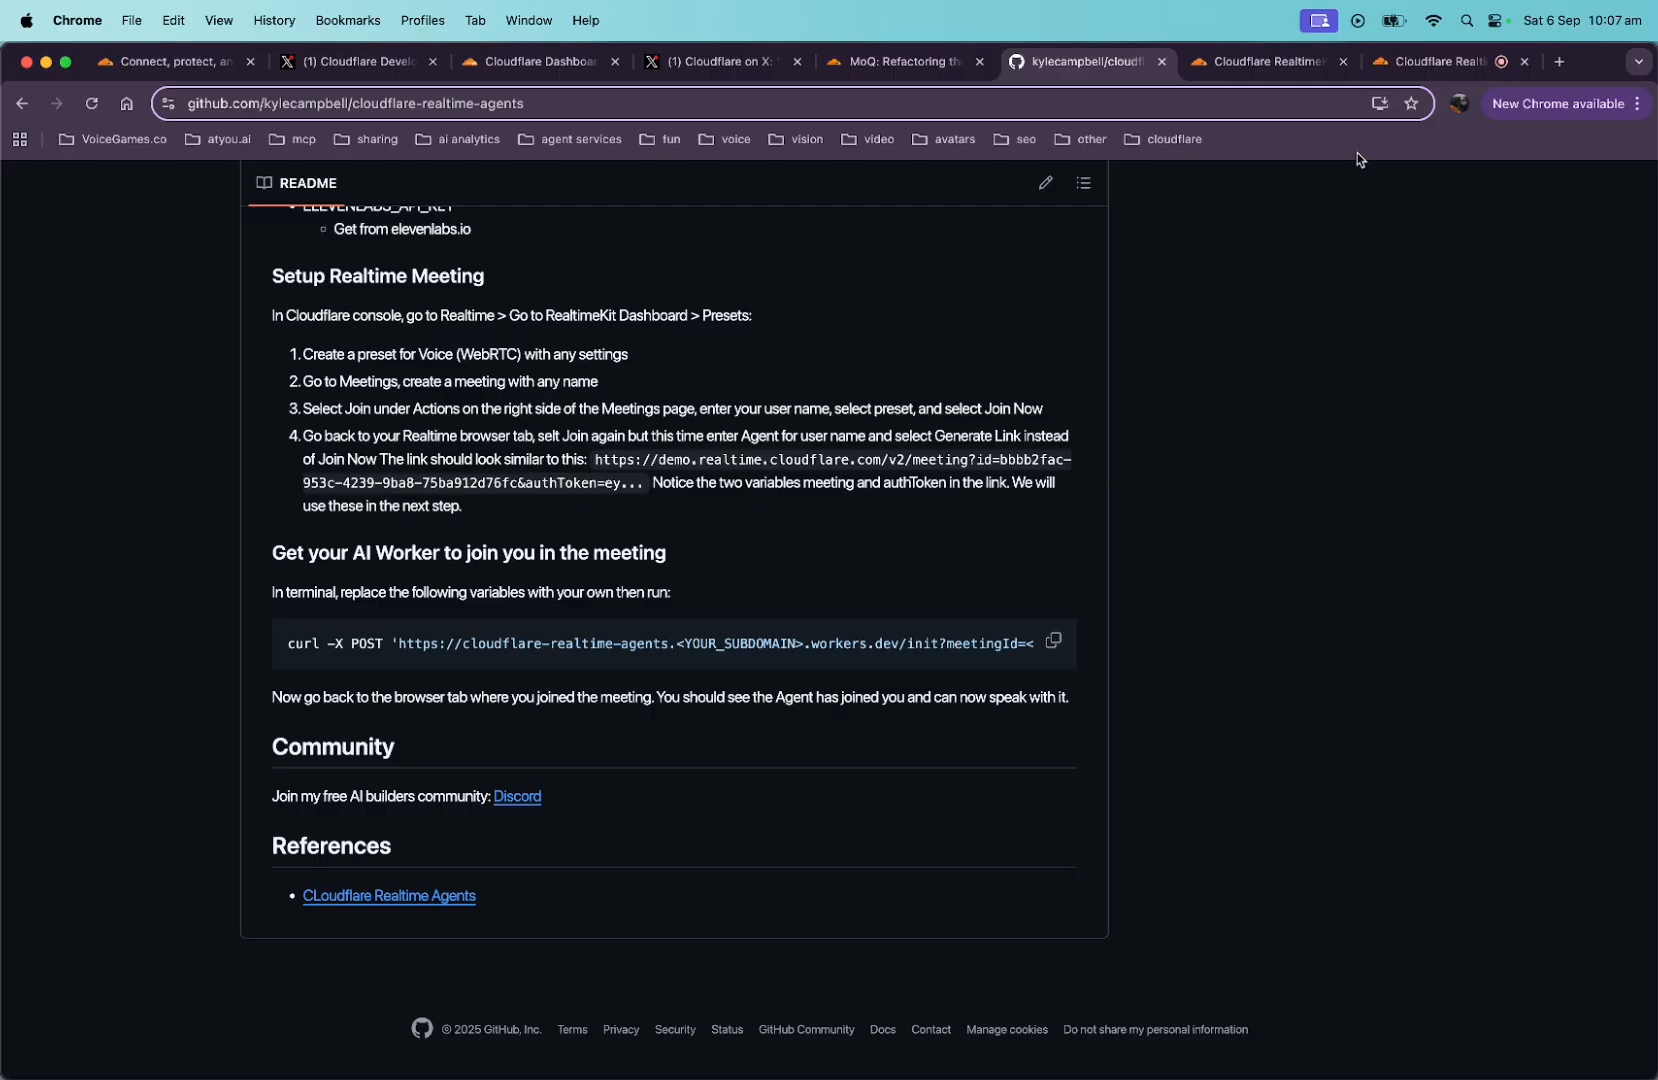 Chrome File Edit View History Bookmarks Profiles Tab Window Help Sat 6 Sep 10:07 am
Connect, protect, an (1) Cloudflare Develo Cloudflare Dashboa (1) Cloudflare on X: " MoQ: Refactoring th kylecampbell/cloudfl Cloudflare Realtime Cloudflare Realti
github.com/kylecampbell/cloudflare-realtime-agents New Chrome available
VoiceGames.co atyou.ai mcp sharing ai analytics agent services fun voice vision video avatars seo other cloudflare
README
ELEVENLABS_API_KEY
Get from elevenlabs.io
Setup Realtime Meeting
In Cloudflare console, go to Realtime > Go to RealtimeKit Dashboard > Presets:
1. Create a preset for Voice (WebRTC) with any settings
2. Go to Meetings, create a meeting with any name
3. Select Join under Actions on the right side of the Meetings page, enter your user name, select preset, and select Join Now
4. Go back to your Realtime browser tab, selt Join again but this time enter Agent for user name and select Generate Link instead
of Join Now The link should look similar to this: https://demo.realtime.cloudflare.com/v2/meeting?id=bbbb2fac-
953c-4239-9ba8-75ba912d76fc&authToken=ey... Notice the two variables meeting and authToken in the link. We will
use these in the next step.
Get your AI Worker to join you in the meeting
In terminal, replace the following variables with your own then run:
curl -X POST 'https://cloudflare-realtime-agents.<YOUR_SUBDOMAIN>.workers.dev/init?meetingId=<
Now go back to the browser tab where you joined the meeting. You should see the Agent has joined you and can now speak with it.
Community
Join my free AI builders community: Discord
References
CLoudflare Realtime Agents
© 2025 GitHub, Inc. Terms Privacy Security Status GitHub Community Docs Contact Manage cookies Do not share my personal information